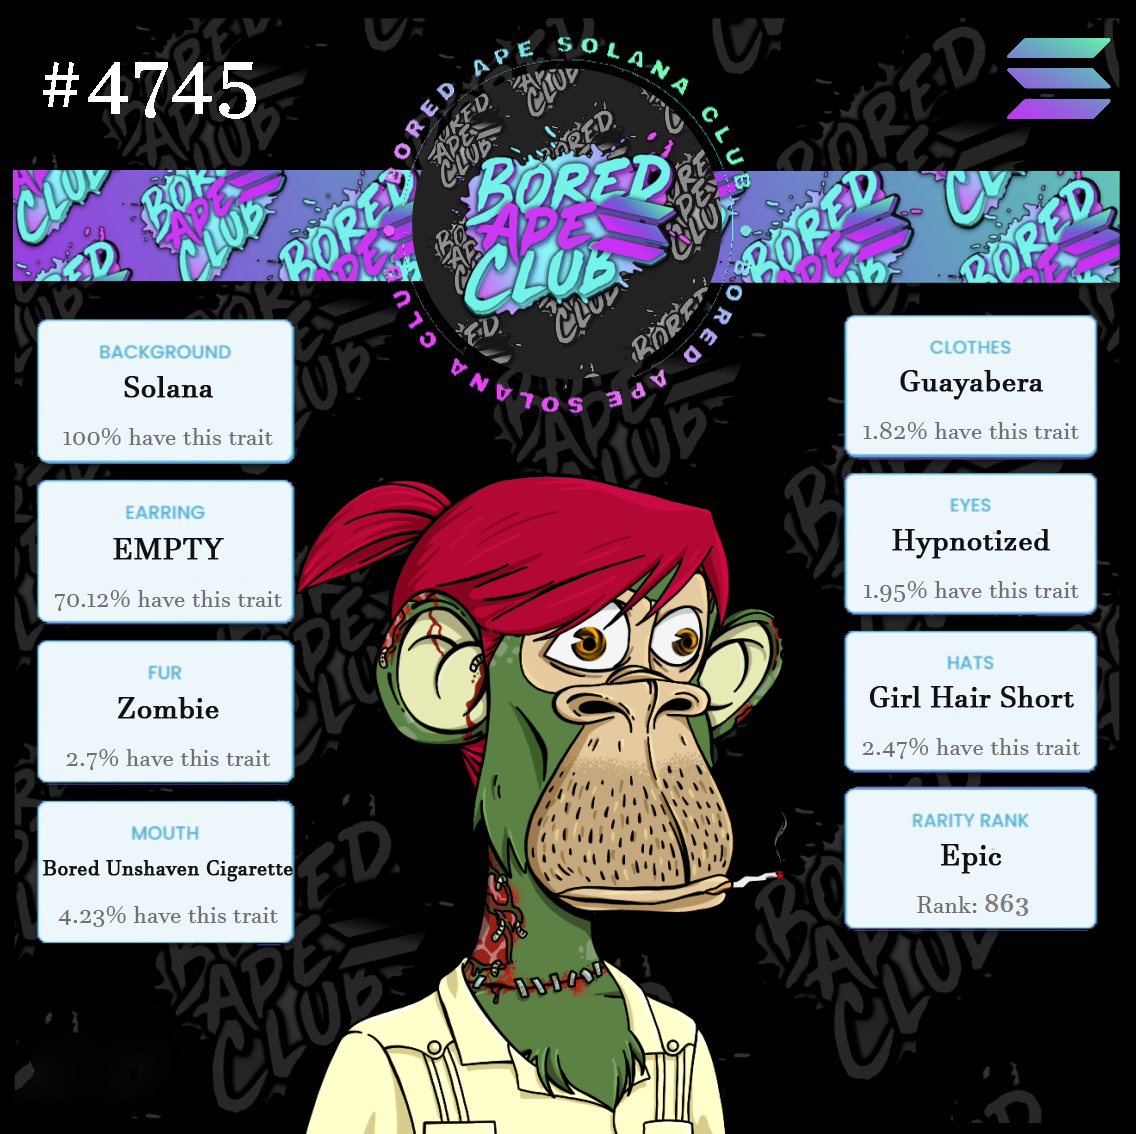 #4745
BORED APE SOLANA CLUB
BORED APE SOLANA CLUB
BORED
APE
CLUB
BACKGROUND
Solana
100% have this trait
EARRING
EMPTY
70.12% have this trait
FUR
Zombie
2.7% have this trait
MOUTH
Bored Unshaven Cigarette
4.23% have this trait
CLOTHES
Guayabera
1.82% have this trait
EYES
Hypnotized
1.95% have this trait
HATS
Girl Hair Short
2.47% have this trait
RARITY RANK
Epic
Rank: 863